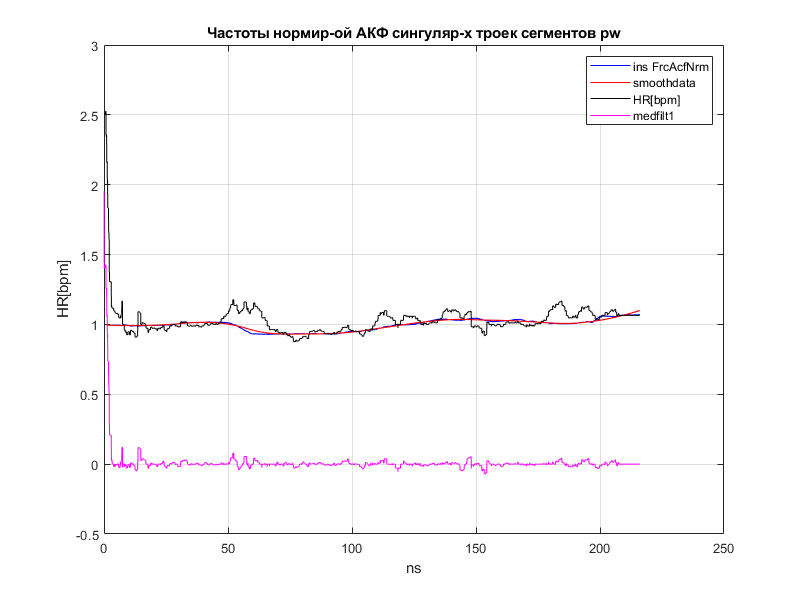 Частоты нормир-ой АКФ сингуляр-х троек сегментов pw
3
2.5
2
1.5
1
0.5
0
-0.5
HR[bpm]
ins FrcAcfNrm
smoothdata
HR[bpm]
medfilt1
0 50 100 150 200 250
ns